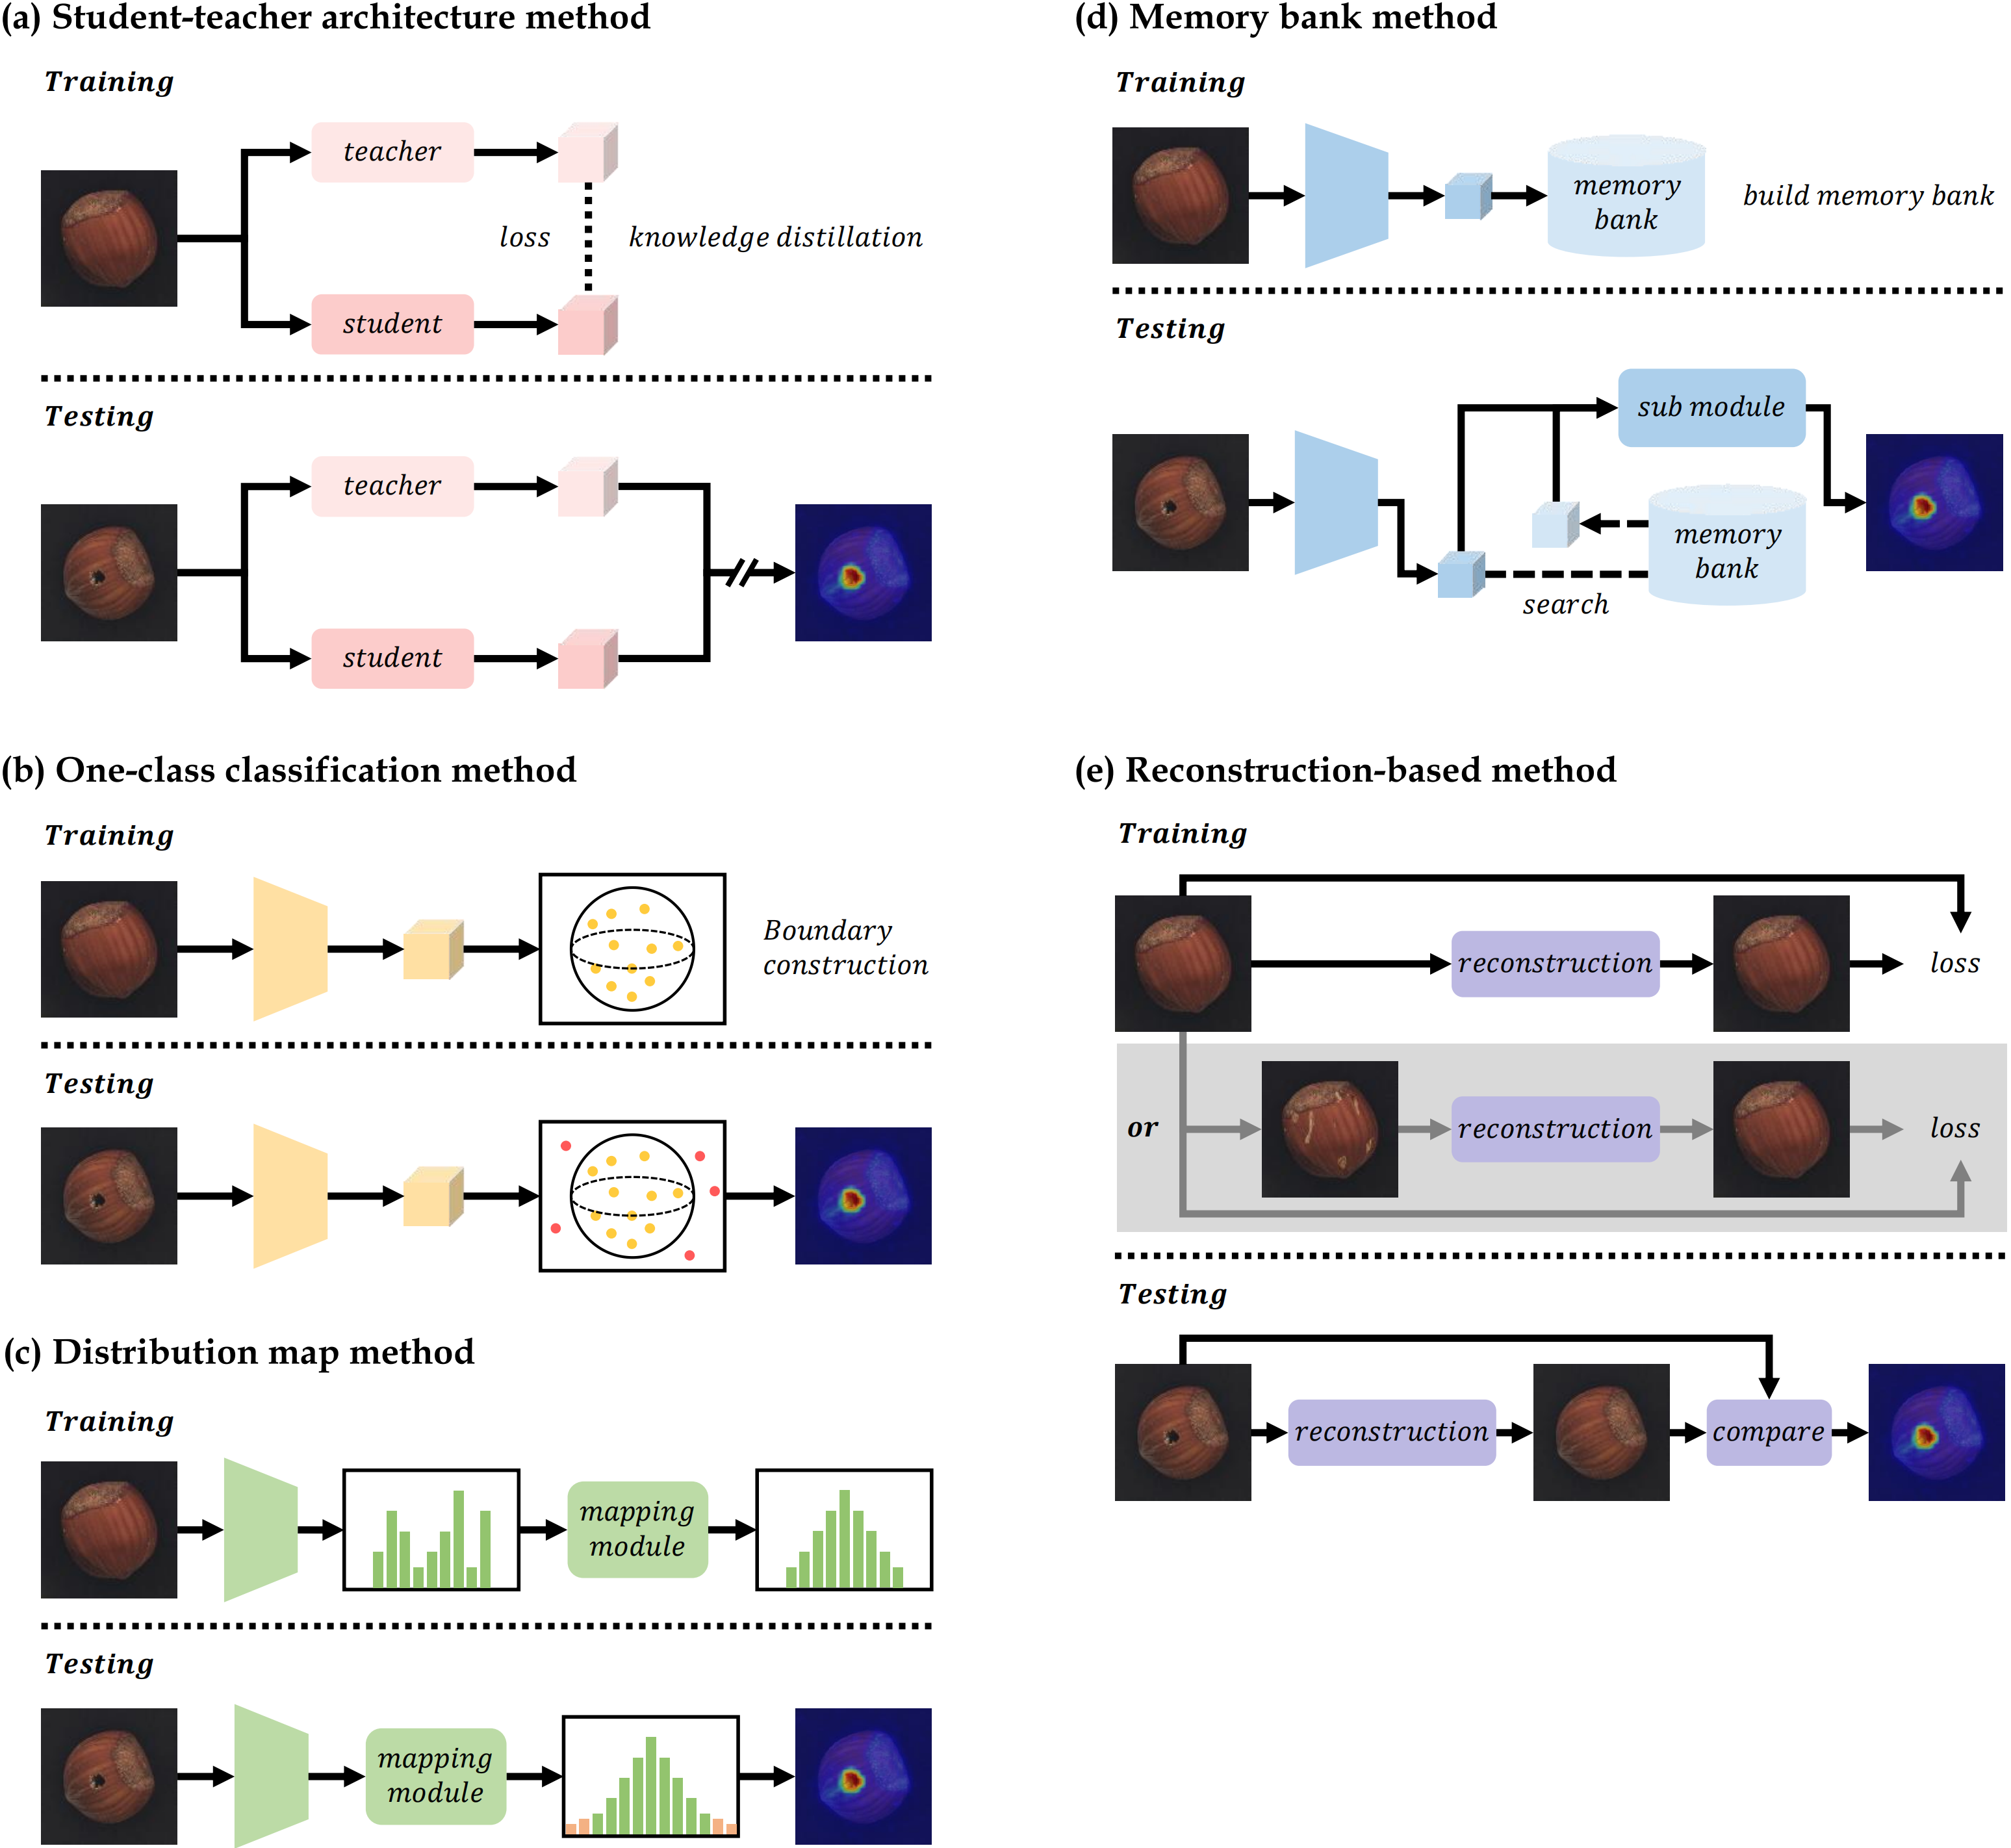 (a) Student-teacher architecture method
Training
teacher
loss
knowledge distillation
student
Testing
teacher
student
(b) One-class classification method
Training
Boundary
construction
Testing
(c) Distribution map method
Training
mapping
module
Testing
mapping
module
(d) Memory bank method
Training
memory
bank
build memory bank
Testing
sub module
memory
bank
search
(e) Reconstruction-based method
Training
reconstruction
loss
or
reconstruction
loss
Testing
reconstruction
compare